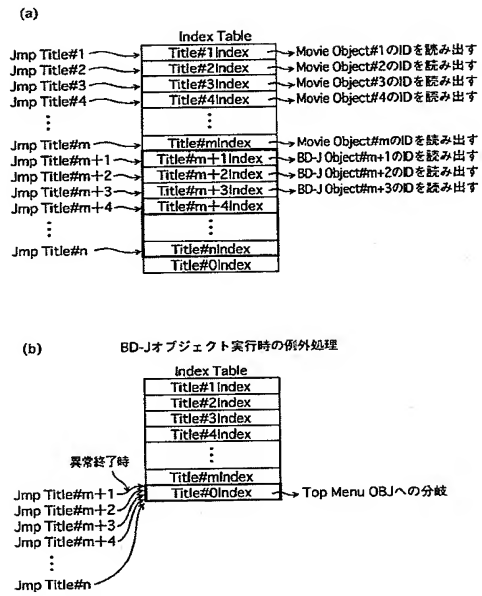 (a)
Index Table
Jmp Title#1 Title#1Index Movie Object#1のIDを読み出す
Jmp Title#2 Title#2Index Movie Object#2のIDを読み出す
Jmp Title#3 Title#3Index Movie Object#3のIDを読み出す
Jmp Title#4 Title#4Index Movie Object#4のIDを読み出す
Jmp Title#m Title#mIndex Movie Object#mのIDを読み出す
Jmp Title#m+1 Title#m+1Index BD-J Object#m+1のIDを読み出す
Jmp Title#m+2 Title#m+2Index BD-J Object#m+2のIDを読み出す
Jmp Title#m+3 Title#m+3Index BD-J Object#m+3のIDを読み出す
Jmp Title#m+4 Title#m+4Index
Jmp Title#n Title#nIndex
Title#0Index
(b) BD-Jオブジェクト実行時の例外処理
Index Table
Title#1Index
Title#2Index
Title#3Index
Title#4Index
異常終了時
Title#mIndex
Jmp Title#m+1 Title#0Index Top Menu OBJへの分岐
Jmp Title#m+2
Jmp Title#m+3
Jmp Title#m+4
Jmp Title#n